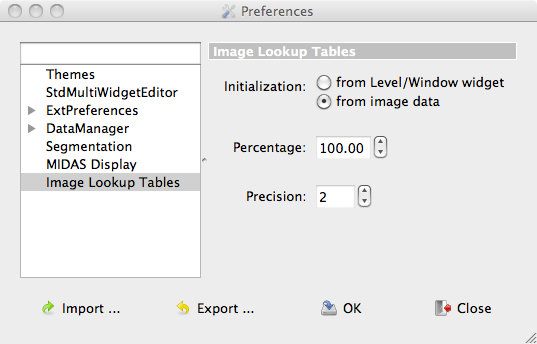 Preferences
Image Lookup Tables
Themes
StdMultiWidgetEditor
ExtPreferences
DataManager
Segmentation
MIDAS Display
Image Lookup Tables
Initialization: from Level/Window widget
from image data
Percentage: 100.00
Precision: 2
Import ... Export ... OK Close